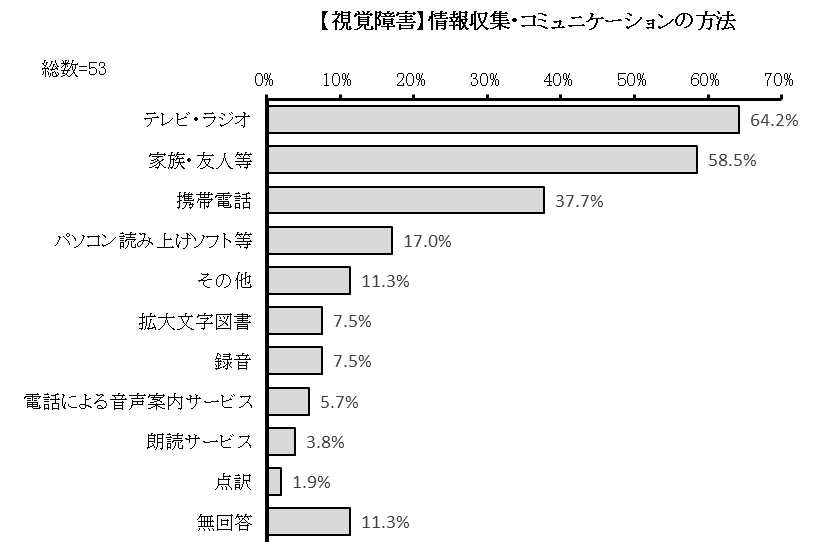 【視覚障害】情報収集・コミュニケーションの方法
総数=53
0% 10% 20% 30% 40% 50% 60% 70%
テレビ・ラジオ 64.2%
家族・友人等 58.5%
携帯電話 37.7%
パソコン読み上げソフト等 17.0%
その他 11.3%
拡大文字図書 7.5%
録音 7.5%
電話による音声案内サービス 5.7%
朗読サービス 3.8%
点訳 1.9%
無回答 11.3%